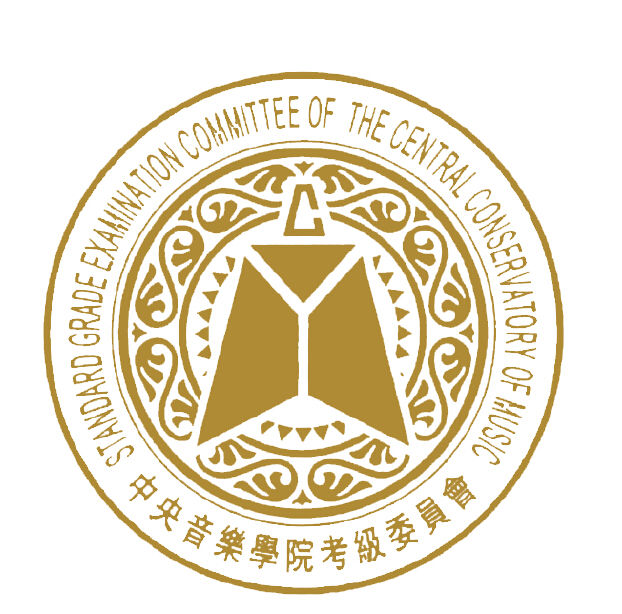 STANDARD GRADE EXAMINATION COMMITTEE OF THE CENTRAL CONSERVATORY OF MUSIC
中央音樂學院考級委員會